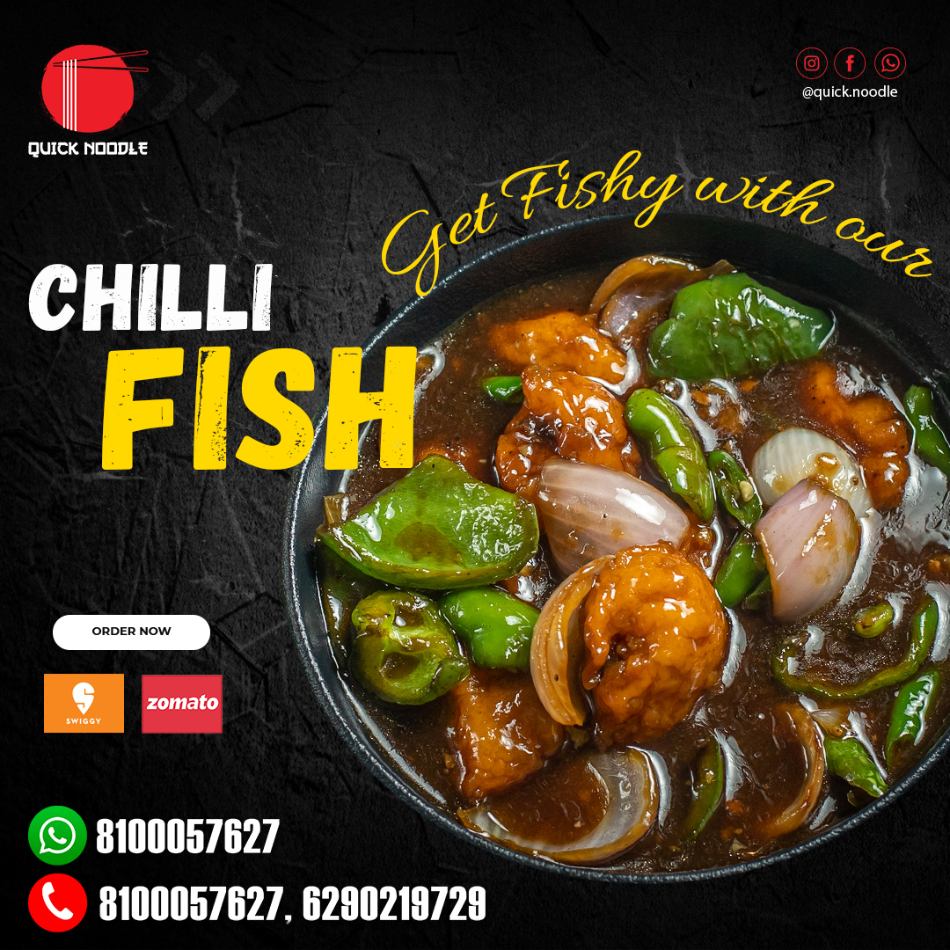 QUICK NOODLE
@quick.noodle
Get Fishy with our
CHILLI
FISH
ORDER NOW
SWIGGY
zomato
8100057627
8100057627, 6290219729